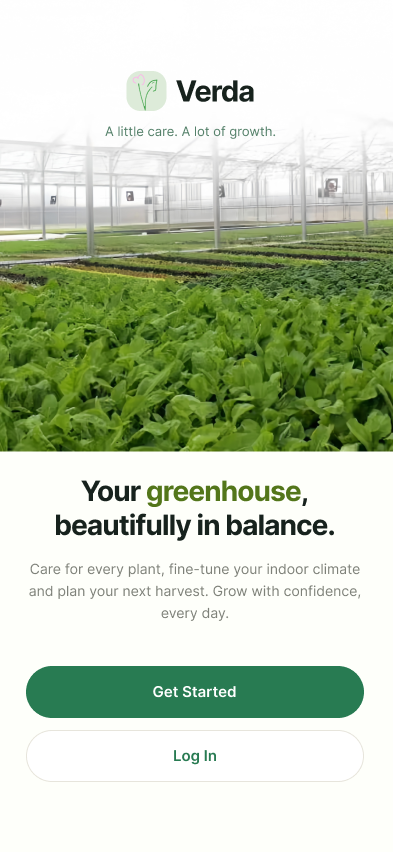 Verda
A little care. A lot of growth.
Your greenhouse,
beautifully in balance.
Care for every plant, fine-tune your indoor climate
and plan your next harvest. Grow with confidence,
every day.
Get Started
Log In